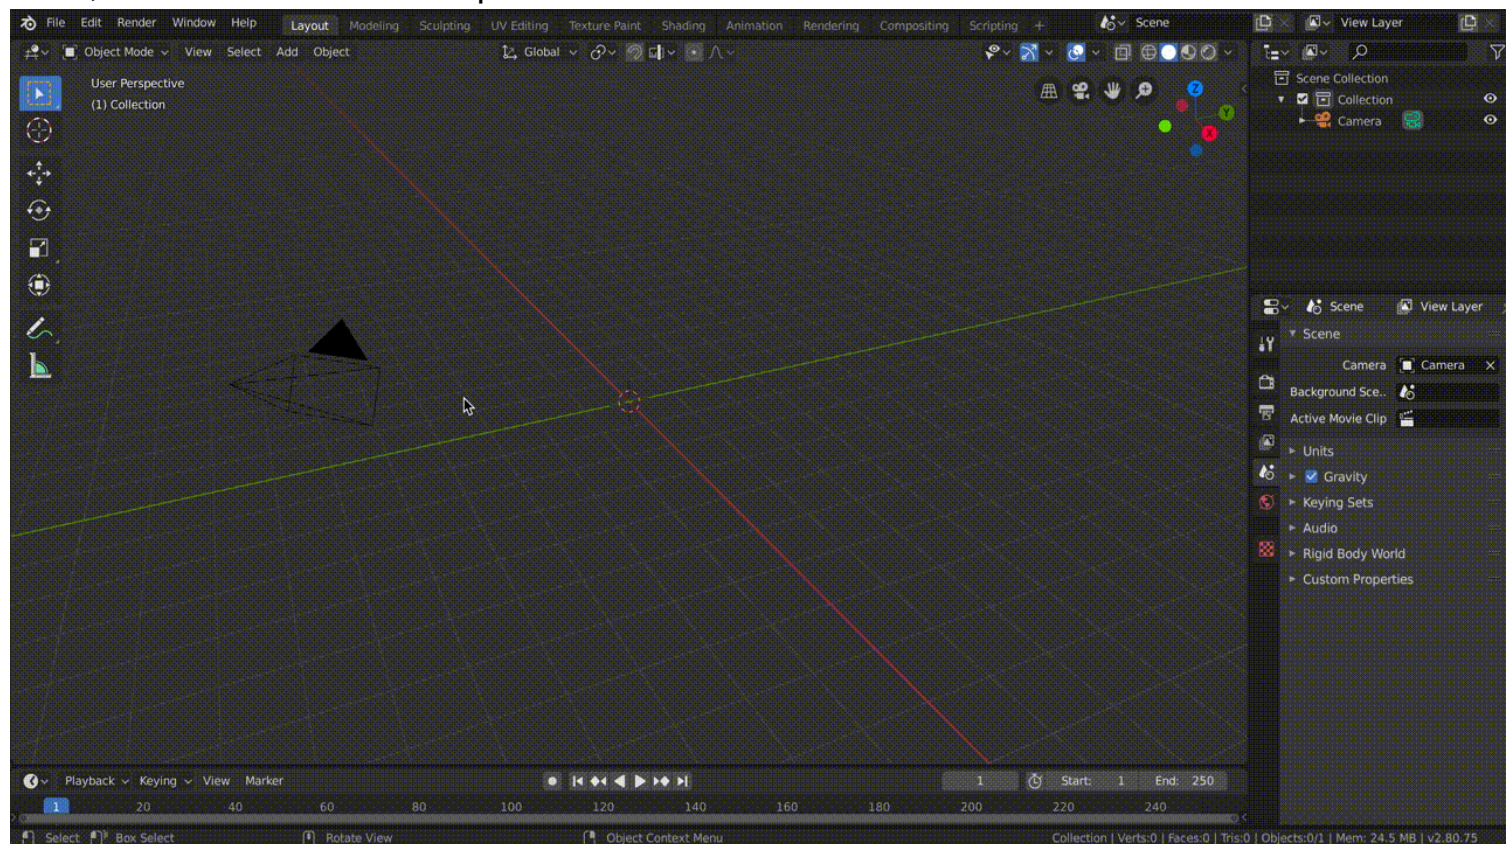 File Edit Render Window Help Layout Modeling Sculpting UV Editing Texture Paint Shading Animation Rendering Compositing Scripting + Scene View Layer
Object Mode View Select Add Object Global
User Perspective
(1) Collection
Z
Y
X
Scene Collection
Collection
Camera
Scene View Layer
Scene
Camera Camera
Background Sce..
Active Movie Clip
Units
Gravity
Keying Sets
Audio
Rigid Body World
Custom Properties
Playback Keying View Marker 1 Start: 1 End: 250
1 20 40 60 80 100 120 140 160 180 200 220 240
Select Box Select Rotate View Object Context Menu Collection | Verts:0 | Faces:0 | Tris:0 | Objects:0/1 | Mem: 24.5 MB | v2.80.75